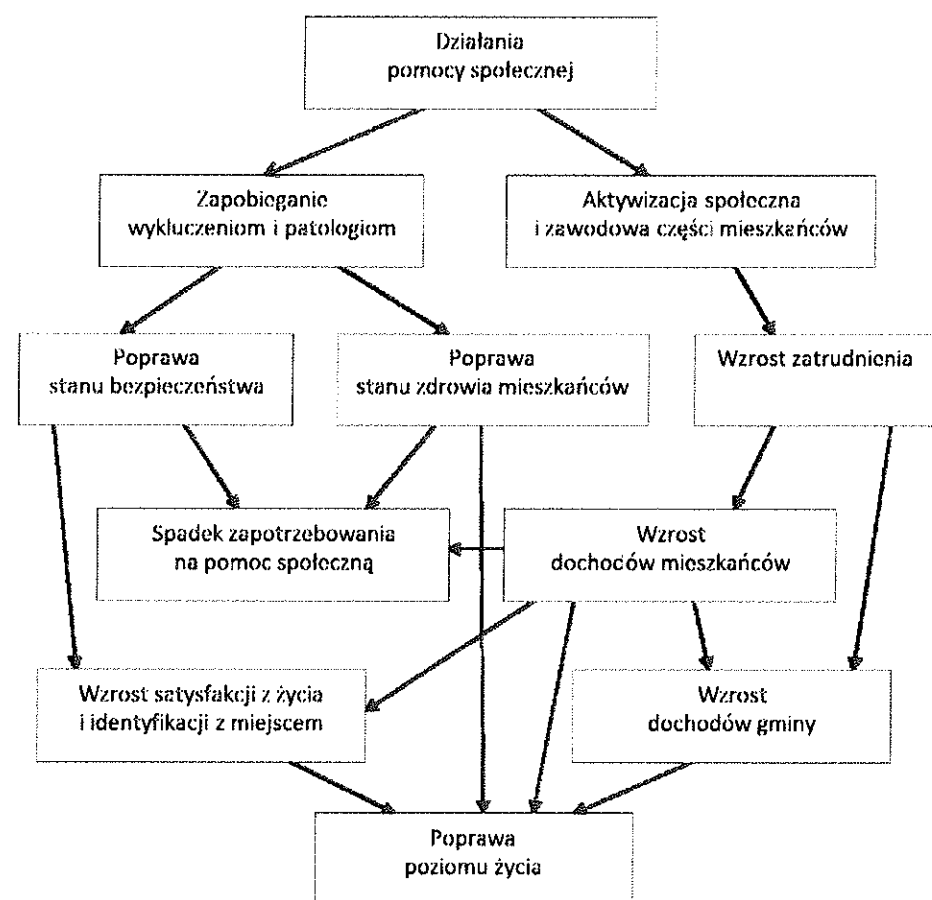 Działania
pomocy społecznej
Zapobieganie
wykluczeniom i patologiom
Aktywizacja społeczna
i zawodowa części mieszkańców
Poprawa
stanu bezpieczeństwa
Poprawa
stanu zdrowia mieszkańców
Wzrost zatrudnienia
Spadek zapotrzebowania
na pomoc społeczną
Wzrost
dochodów mieszkańców
Wzrost satysfakcji z życia
i identyfikacji z miejscem
Wzrost
dochodów gminy
Poprawa
poziomu życia